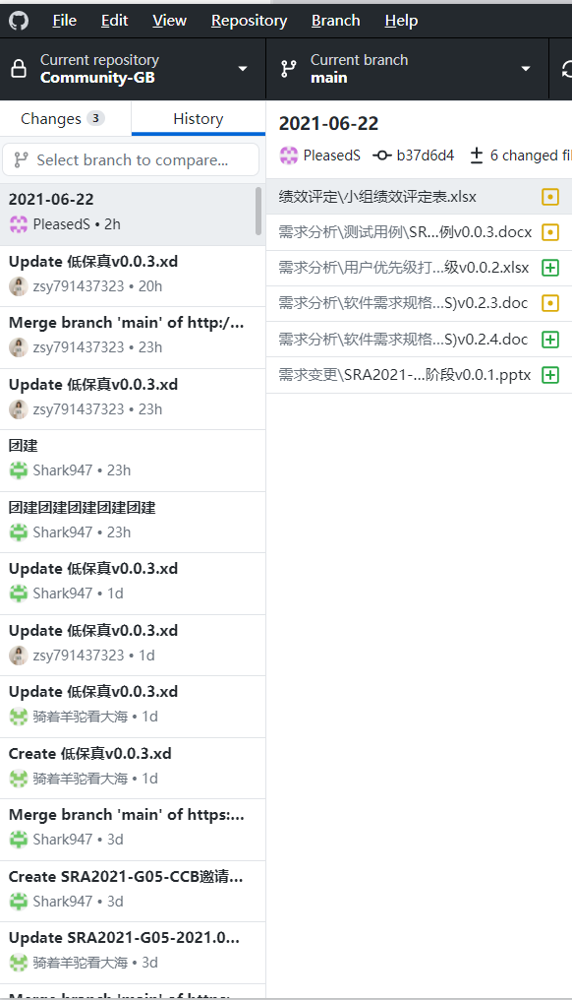 File Edit View Repository Branch Help
Current repository
Community-GB
Current branch
main
Changes 3 History
Select branch to compare...
2021-06-22
PleasedS • 2h
Update 低保真v0.0.3.xd
zsy791437323 • 20h
Merge branch 'main' of http:/...
zsy791437323 • 23h
Update 低保真v0.0.3.xd
zsy791437323 • 23h
团建
Shark947 • 23h
团建团建团建团建团建
Shark947 • 23h
Update 低保真v0.0.3.xd
Shark947 • 1d
Update 低保真v0.0.3.xd
zsy791437323 • 1d
Update 低保真v0.0.3.xd
骑着羊驼看大海 • 1d
Create 低保真v0.0.3.xd
骑着羊驼看大海 • 1d
Merge branch 'main' of https:...
Shark947 • 3d
Create SRA2021-G05-CCB邀请...
Shark947 • 3d
Update SRA2021-G05-2021.0...
骑着羊驼看大海 • 3d
Merge branch 'main' of https:
2021-06-22
PleasedS b37d6d4 6 changed fil
绩效评定\小组绩效评定表.xlsx
需求分析\测试用例\SR...例v0.0.3.docx
需求分析\用户优先级打...级v0.0.2.xlsx
需求分析\软件需求规格...S)v0.2.3.doc
需求分析\软件需求规格...S)v0.2.4.doc
需求变更\SRA2021-...阶段v0.0.1.pptx